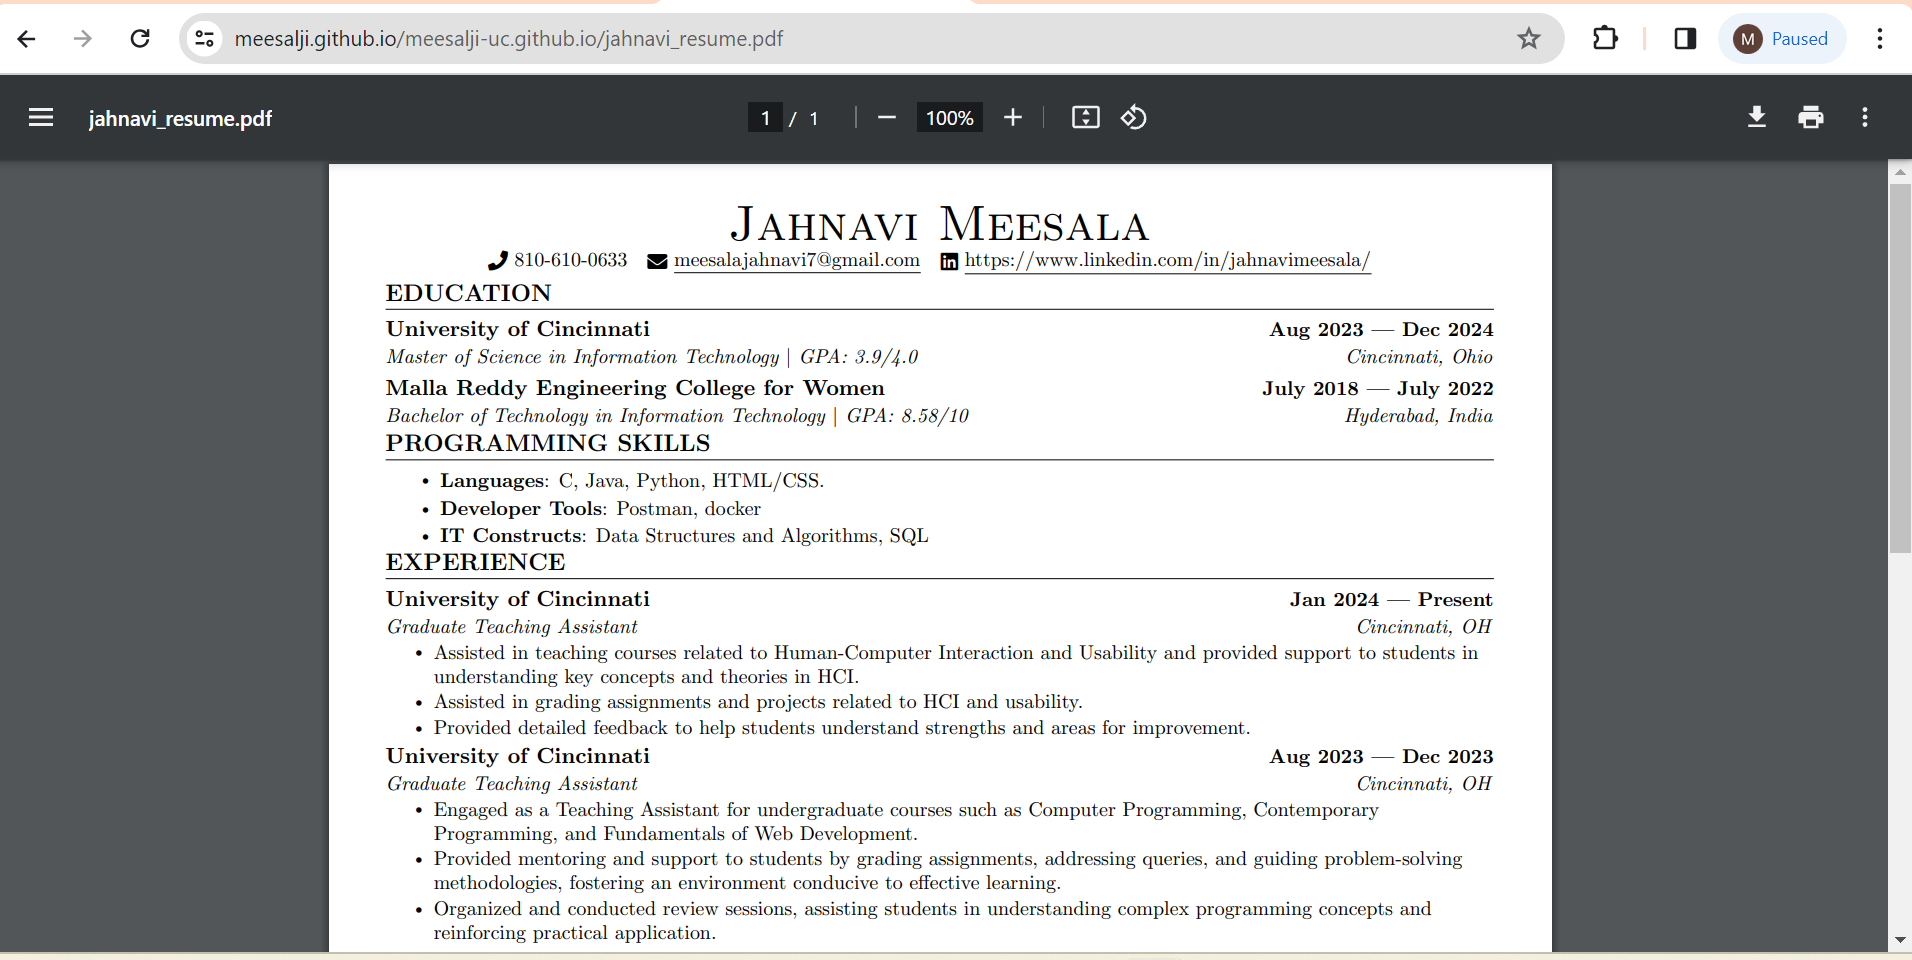 meesalji.github.io/meesalji-uc.github.io/jahnavi_resume.pdf
M Paused
jahnavi_resume.pdf
1 / 1
100%
JAHNAVI MEESALA
810-610-0633 meesalajahnavi7@gmail.com https://www.linkedin.com/in/jahnavimeesala/
EDUCATION
University of Cincinnati Aug 2023 — Dec 2024
Master of Science in Information Technology | GPA: 3.9/4.0 Cincinnati, Ohio
Malla Reddy Engineering College for Women July 2018 — July 2022
Bachelor of Technology in Information Technology | GPA: 8.58/10 Hyderabad, India
PROGRAMMING SKILLS
• Languages: C, Java, Python, HTML/CSS.
• Developer Tools: Postman, docker
• IT Constructs: Data Structures and Algorithms, SQL
EXPERIENCE
University of Cincinnati Jan 2024 — Present
Graduate Teaching Assistant Cincinnati, OH
• Assisted in teaching courses related to Human-Computer Interaction and Usability and provided support to students in
understanding key concepts and theories in HCI.
• Assisted in grading assignments and projects related to HCI and usability.
• Provided detailed feedback to help students understand strengths and areas for improvement.
University of Cincinnati Aug 2023 — Dec 2023
Graduate Teaching Assistant Cincinnati, OH
• Engaged as a Teaching Assistant for undergraduate courses such as Computer Programming, Contemporary
Programming, and Fundamentals of Web Development.
• Provided mentoring and support to students by grading assignments, addressing queries, and guiding problem-solving
methodologies, fostering an environment conducive to effective learning.
• Organized and conducted review sessions, assisting students in understanding complex programming concepts and
reinforcing practical application.